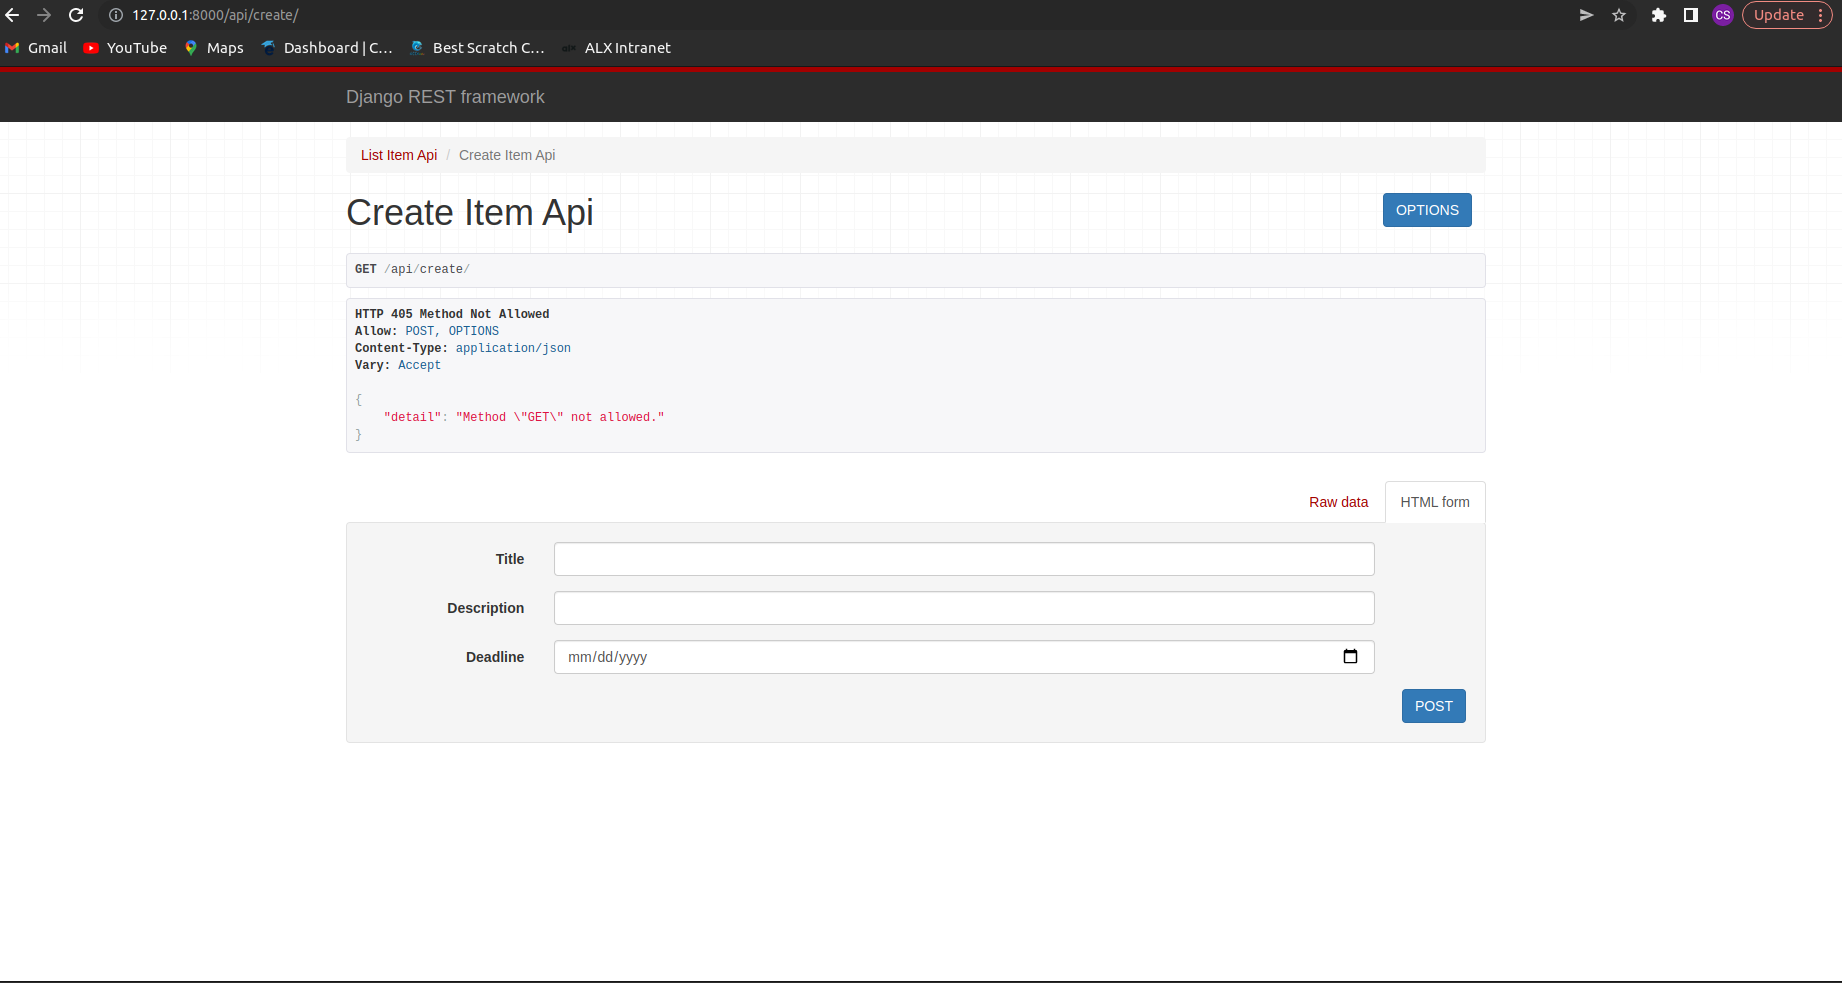 127.0.0.1:8000/api/create/
CS
Update
Gmail
YouTube
Maps
Dashboard | C...
Best Scratch C...
ALX Intranet
Django REST framework
List Item Api / Create Item Api
Create Item Api
OPTIONS
GET /api/create/
HTTP 405 Method Not Allowed
Allow: POST, OPTIONS
Content-Type: application/json
Vary: Accept
{
    "detail": "Method \"GET\" not allowed."
}
Raw data
HTML form
Title
Description
Deadline
mm/dd/yyyy
POST